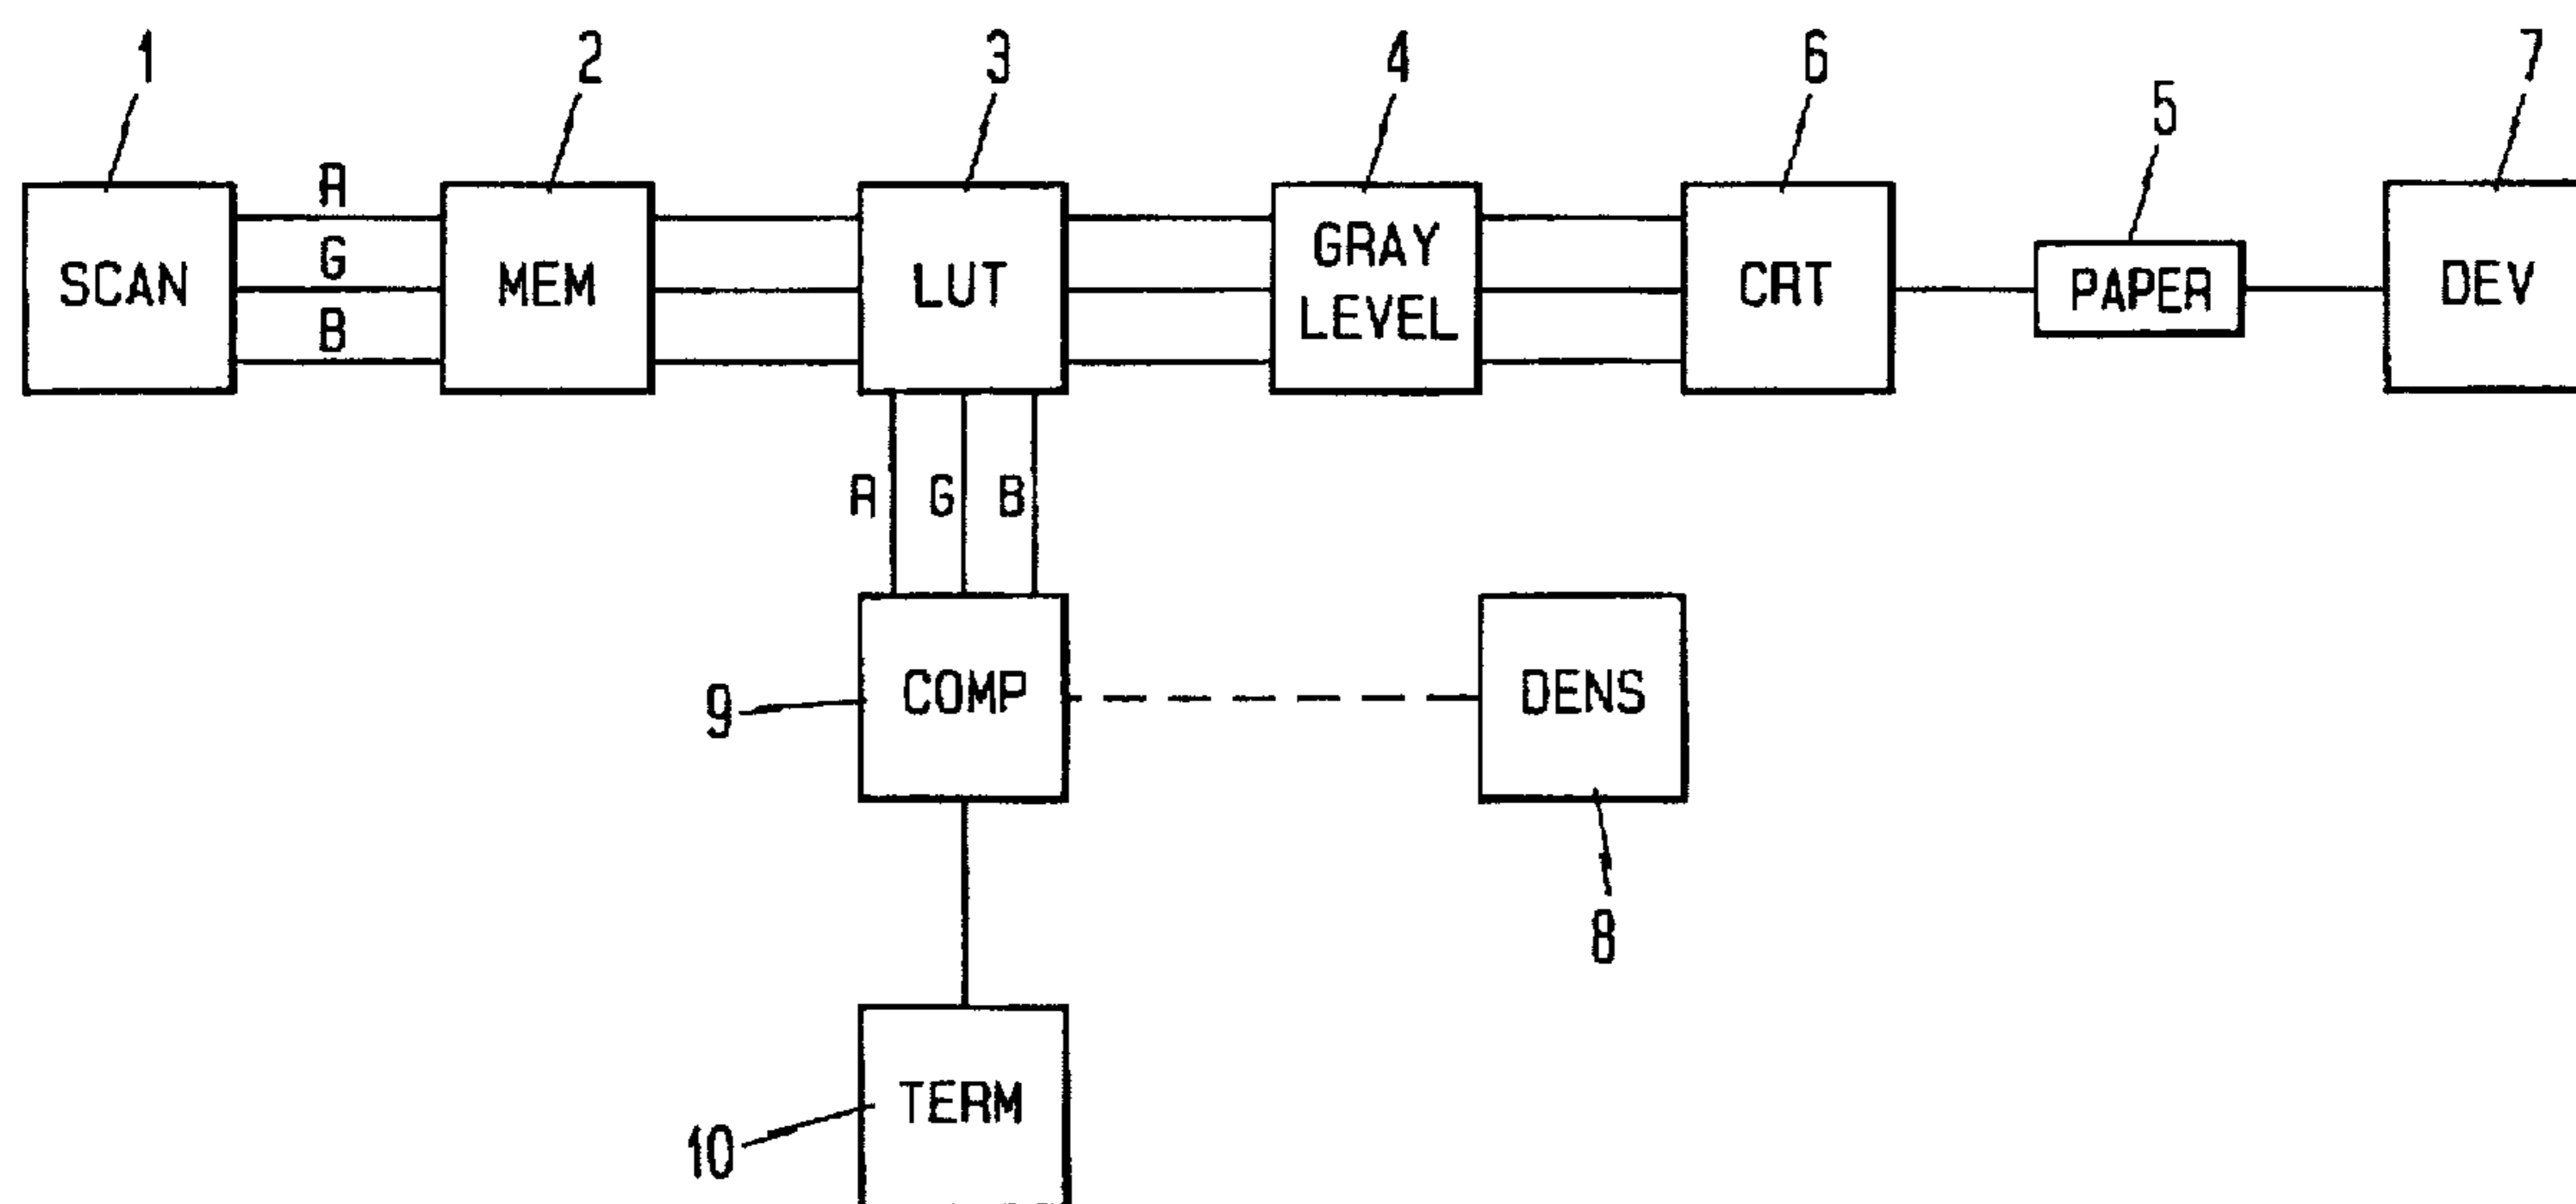 1 2 3 4 6 5 7
R
G
B
SCAN MEM LUT GRAY LEVEL CRT PAPER DEV
R G B
9 COMP DENS
8
TERM
10